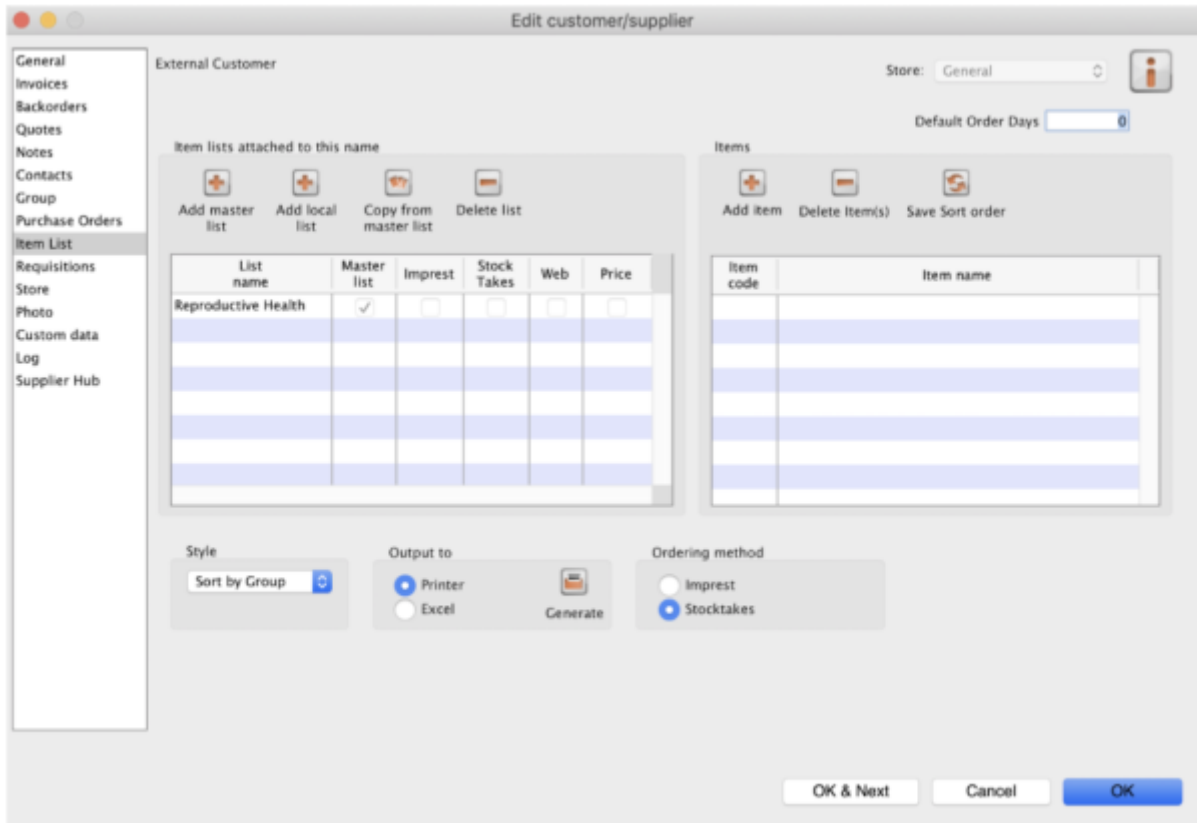 Edit customer/supplier
General
Invoices
Backorders
Quotes
Notes
Contacts
Group
Purchase Orders
Item List
Requisitions
Store
Photo
Custom data
Log
Supplier Hub
External Customer
Store: General
Default Order Days 0
Item lists attached to this name
Add master
list
Add local
list
Copy from
master list
Delete list
List
name
Master
list
Imprest
Stock
Takes
Web
Price
Reproductive Health
Items
Add item
Delete Item(s)
Save Sort order
Item
code
Item name
Style
Sort by Group
Output to
Printer
Excel
Generate
Ordering method
Imprest
Stocktakes
OK & Next
Cancel
OK